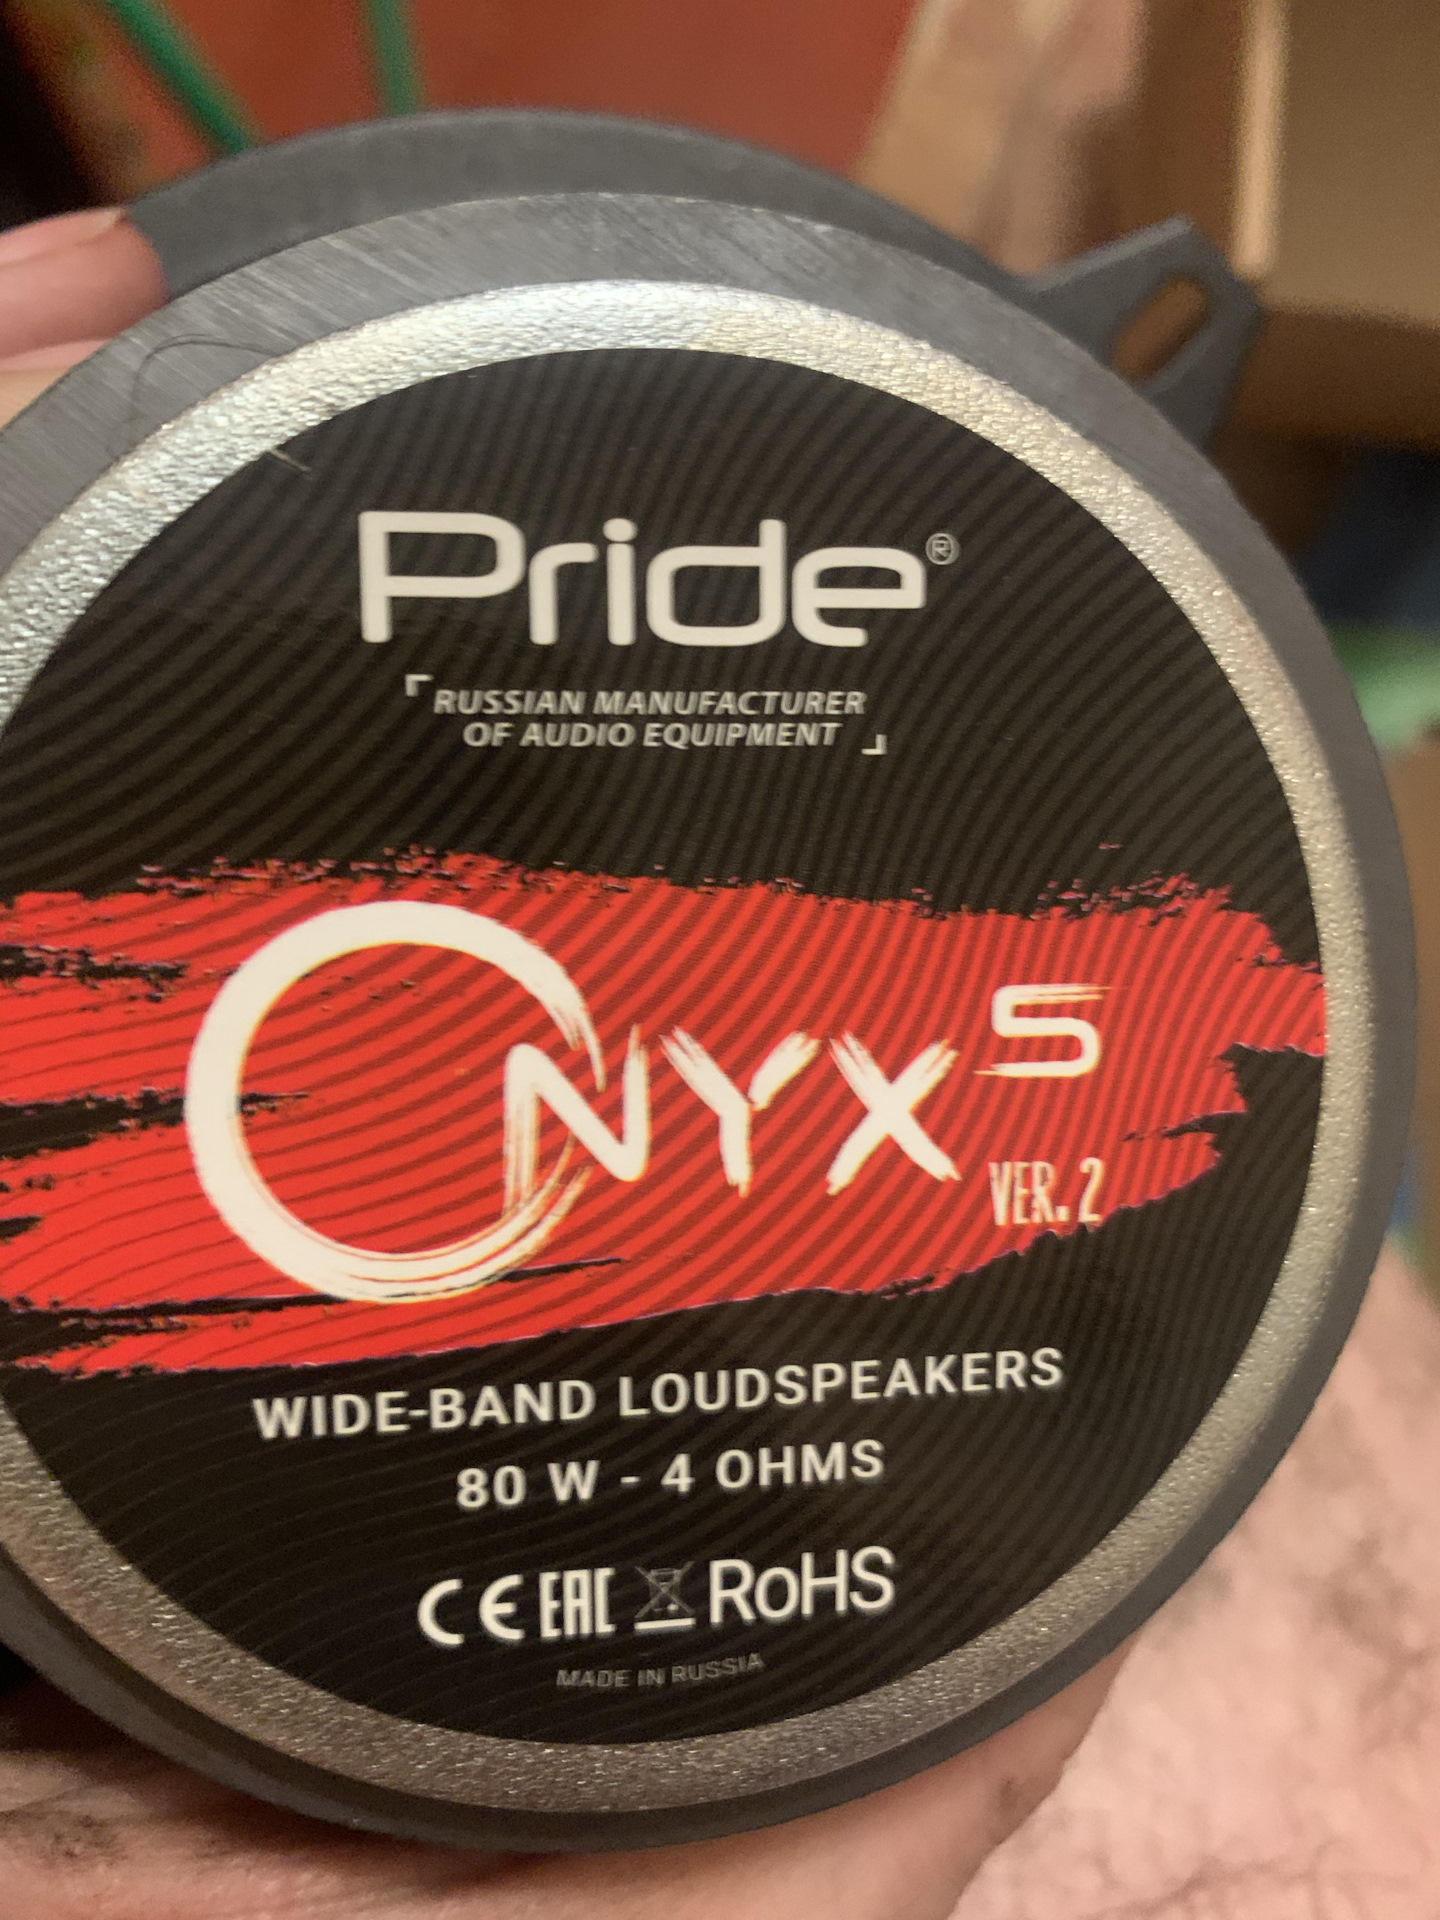 Pride®
RUSSIAN MANUFACTURER
OF AUDIO EQUIPMENT
ONYX S
VER. 2
WIDE-BAND LOUDSPEAKERS
80 W - 4 OHMS
CE EAC RoHS
MADE IN RUSSIA